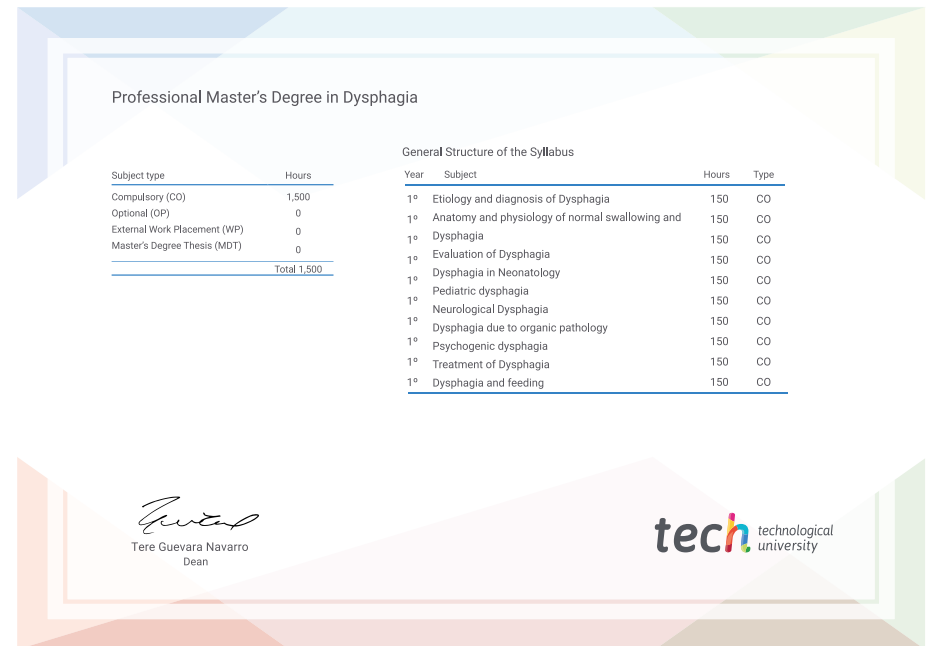 Professional Master's Degree in Dysphagia
General Structure of the Syllabus
Subject type Hours
Compulsory (CO) 1,500
Optional (OP) 0
External Work Placement (WP) 0
Master's Degree Thesis (MDT) 0
Total 1,500
Year Subject Hours Type
1º Etiology and diagnosis of Dysphagia 150 CO
1º Anatomy and physiology of normal swallowing and 150 CO
Dysphagia
1º Evaluation of Dysphagia 150 CO
1º Dysphagia in Neonatology 150 CO
1º Pediatric dysphagia 150 CO
1º Neurological Dysphagia 150 CO
1º Dysphagia due to organic pathology 150 CO
1º Psychogenic dysphagia 150 CO
1º Treatment of Dysphagia 150 CO
1º Dysphagia and feeding 150 CO
Tere Guevara Navarro
Dean
tech technological
university